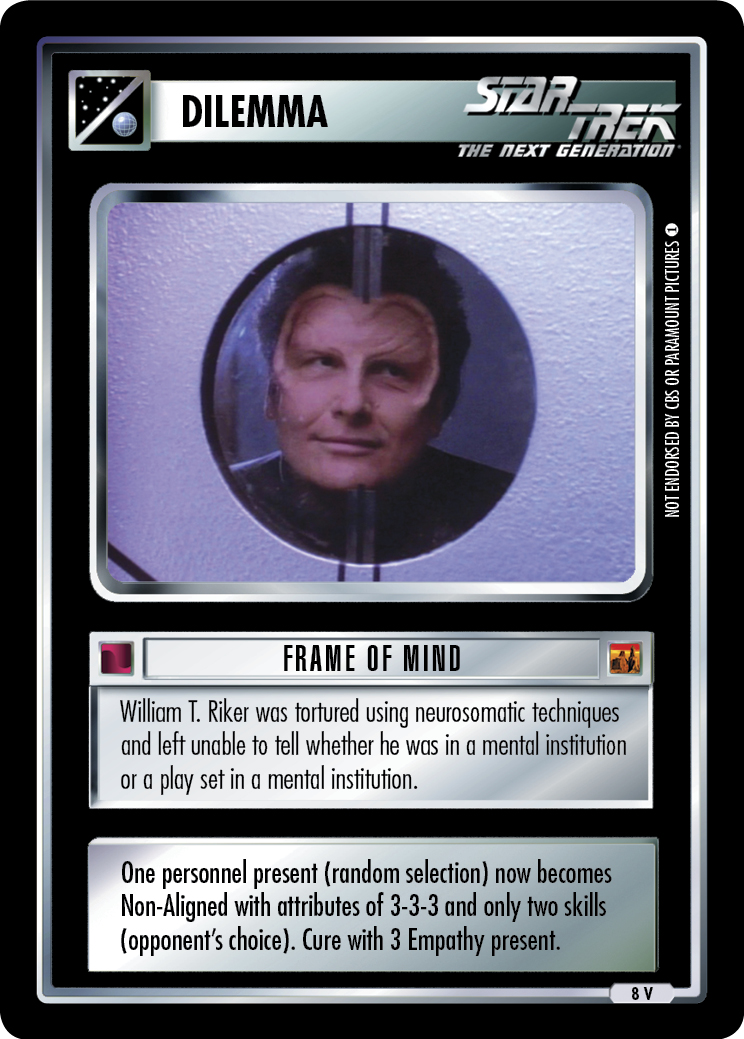 DILEMMA
STAR TREK
THE NEXT GENERATION
NOT ENDORSED BY CBS OR PARAMOUNT PICTURES 1
FRAME OF MIND
William T. Riker was tortured using neurosomatic techniques
and left unable to tell whether he was in a mental institution
or a play set in a mental institution.
One personnel present (random selection) now becomes
Non-Aligned with attributes of 3-3-3 and only two skills
(opponent's choice). Cure with 3 Empathy present.
8 V